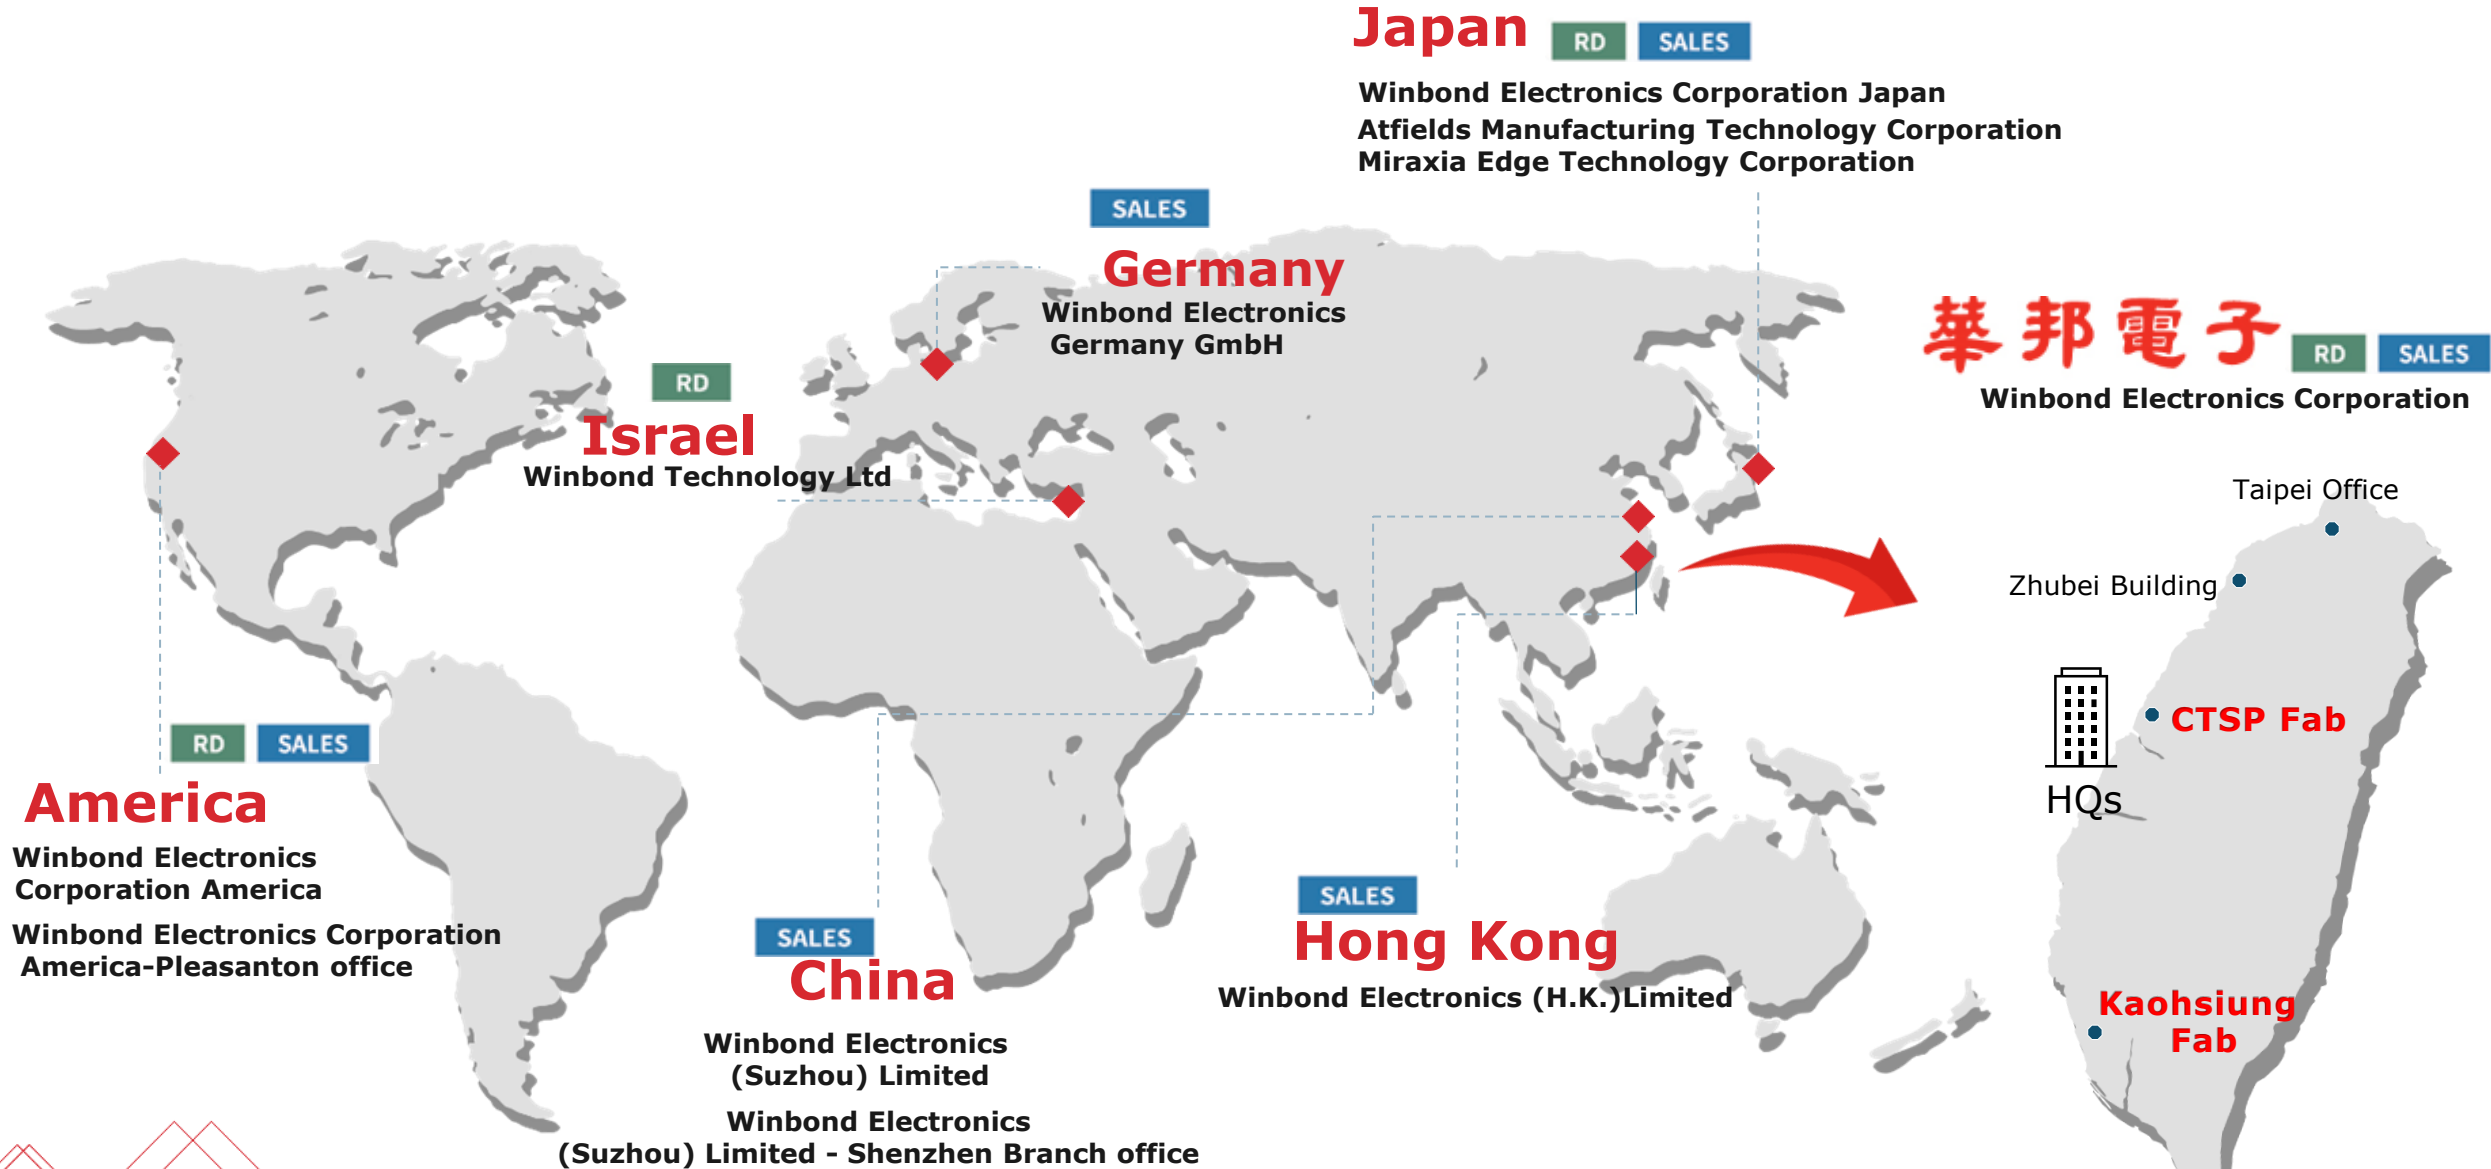 Japan RD SALES
Winbond Electronics Corporation Japan
Atfields Manufacturing Technology Corporation
Miraxia Edge Technology Corporation
SALES
Germany
Winbond Electronics
Germany GmbH
RD
Israel
Winbond Technology Ltd
華邦電子 RD SALES
Winbond Electronics Corporation
Taipei Office
Zhubei Building
CTSP Fab
HQs
Kaohsiung
Fab
RD SALES
America
Winbond Electronics
Corporation America
Winbond Electronics Corporation
America-Pleasanton office
SALES
China
Winbond Electronics
(Suzhou) Limited
Winbond Electronics
(Suzhou) Limited - Shenzhen Branch office
SALES
Hong Kong
Winbond Electronics (H.K.)Limited